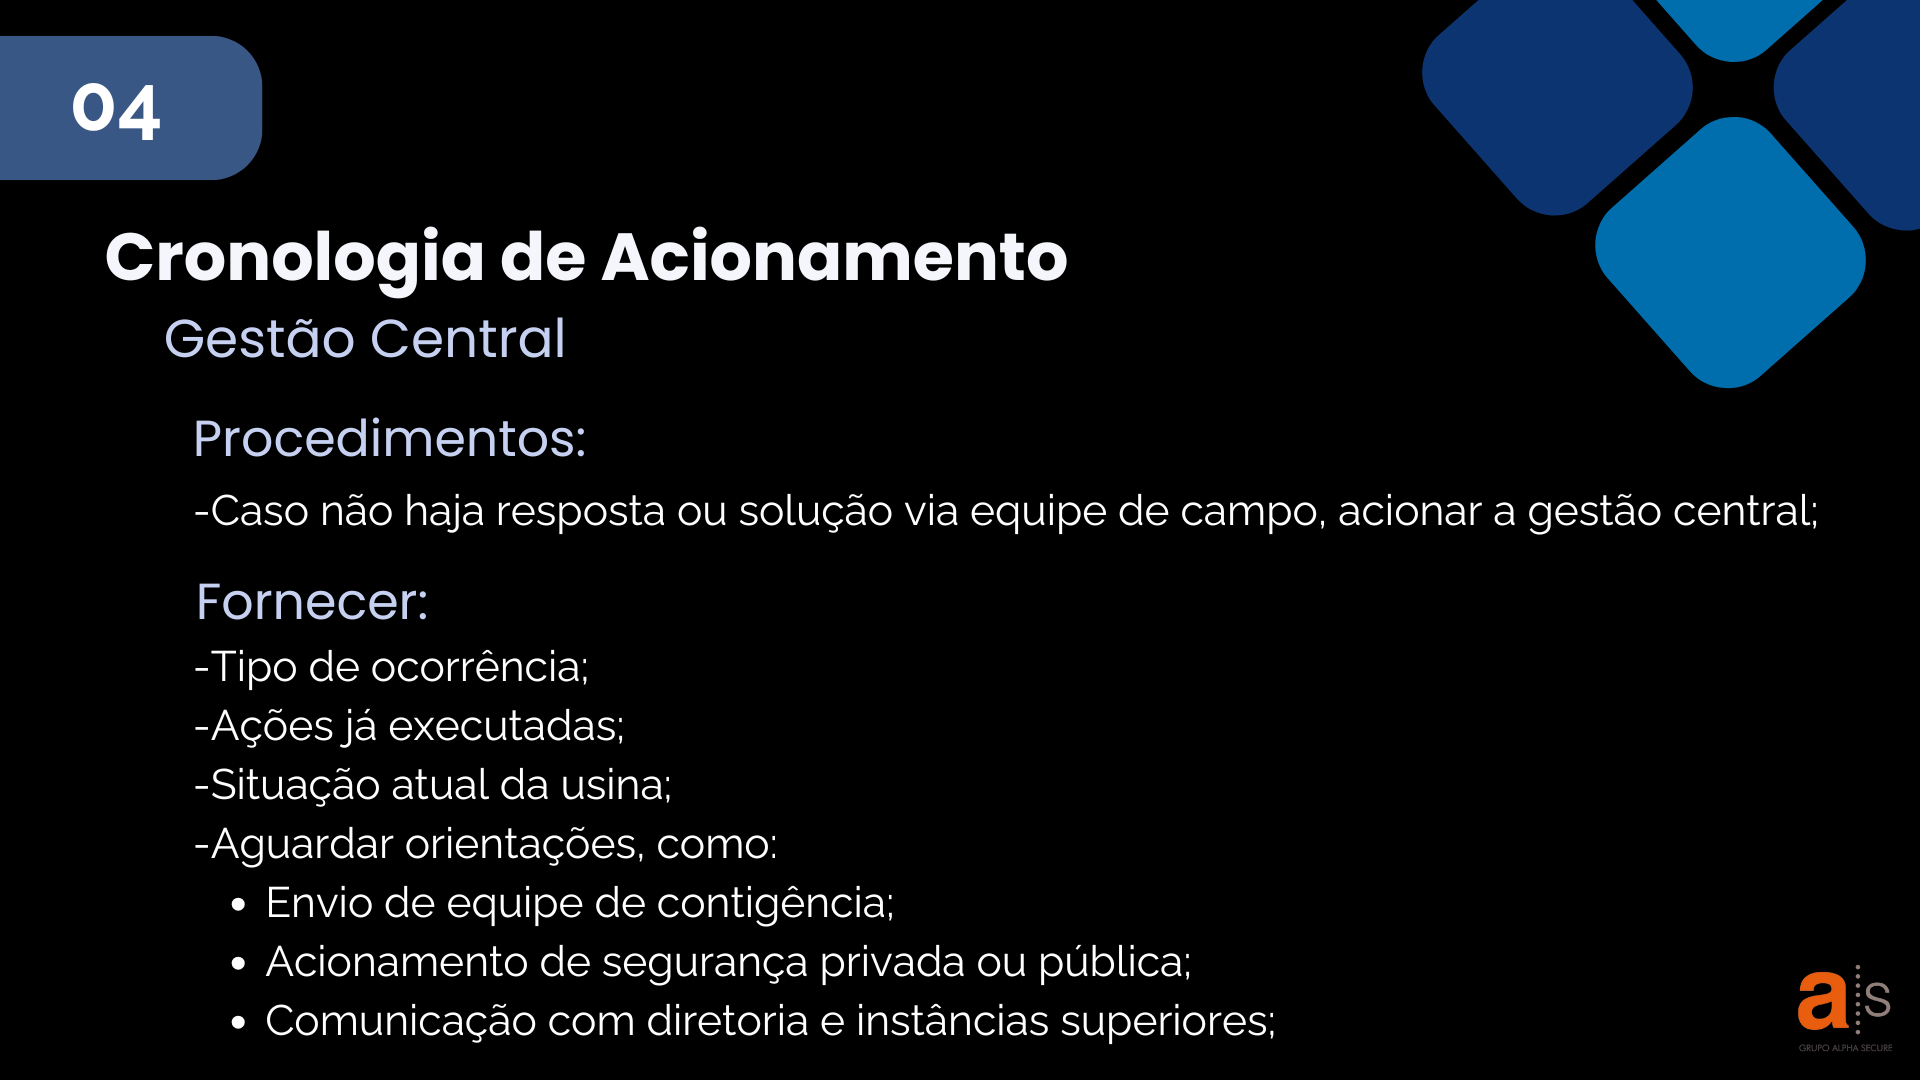 04
Cronologia de Acionamento
Gestão Central
Procedimentos:
-Caso não haja resposta ou solução via equipe de campo, acionar a gestão central;
Fornecer:
-Tipo de ocorrência;
-Ações já executadas;
-Situação atual da usina;
-Aguardar orientações, como:
• Envio de equipe de contigência;
• Acionamento de segurança privada ou pública;
• Comunicação com diretoria e instâncias superiores;
a s
GRUPO ALPHA SECURE